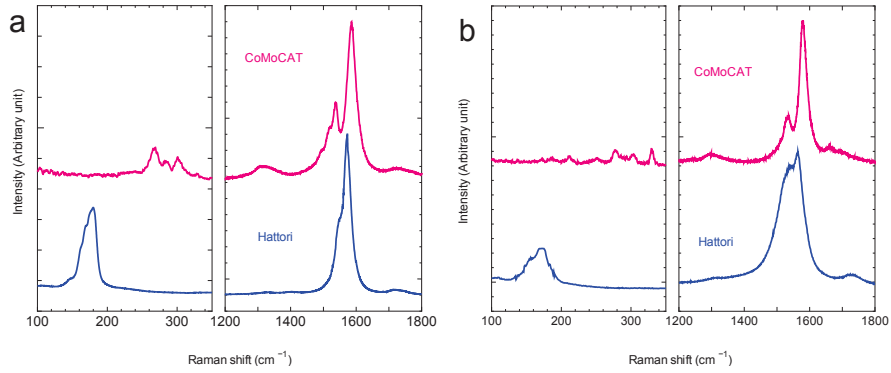 a
CoMoCAT
Hattori
Intensity (Arbitrary unit)
100 200 300 1200 1400 1600 1800
Raman shift (cm⁻¹)
b
CoMoCAT
Hattori
Intensity (Arbitrary unit)
100 200 300 1200 1400 1600 1800
Raman shift (cm⁻¹)